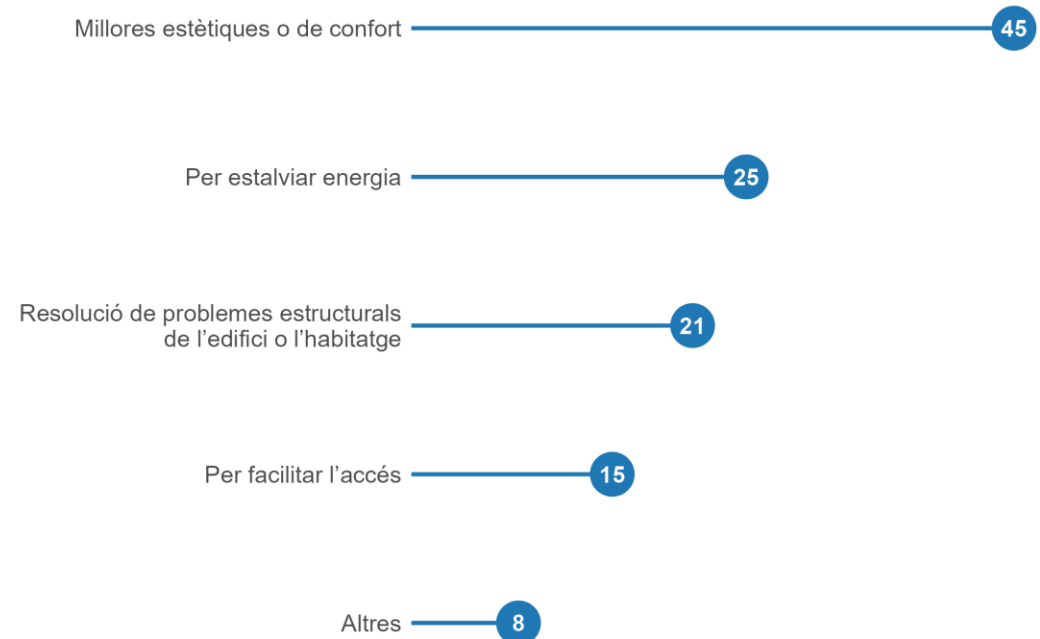 Millores estètiques o de confort 45
Per estalviar energia 25
Resolució de problemes estructurals
de l’edifici o l’habitatge 21
Per facilitar l’accés 15
Altres 8